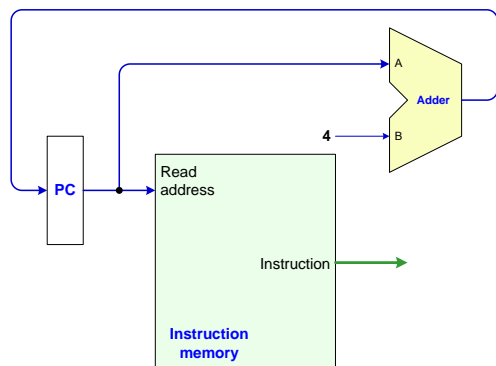 A
Adder
4
B
PC
Read
address
Instruction
Instruction
memory